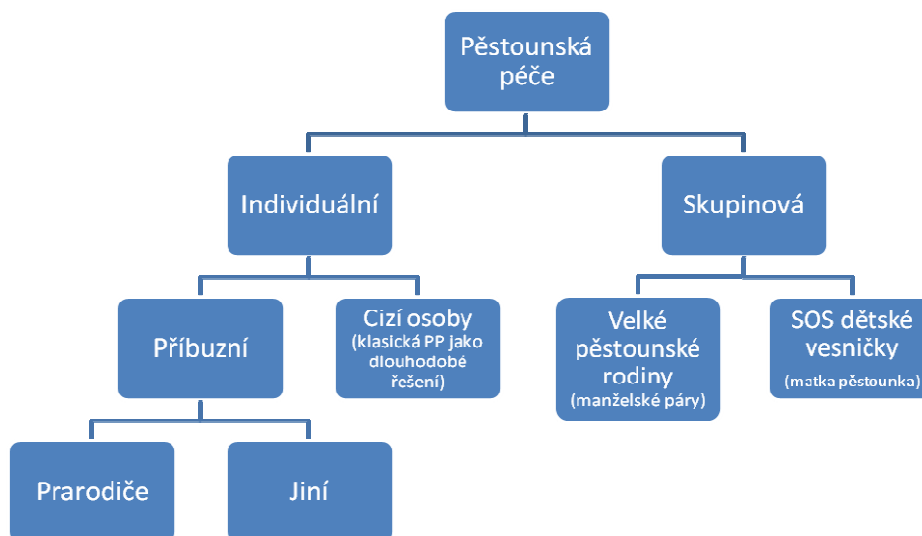 Pěstounská
péče
Individuální
Skupinová
Příbuzní
Cizí osoby
(klasická PP jako
dlouhodobé
řešení)
Velké
pěstounské
rodiny
(manželské páry)
SOS dětské
vesničky
(matka pěstounka)
Prarodiče
Jiní